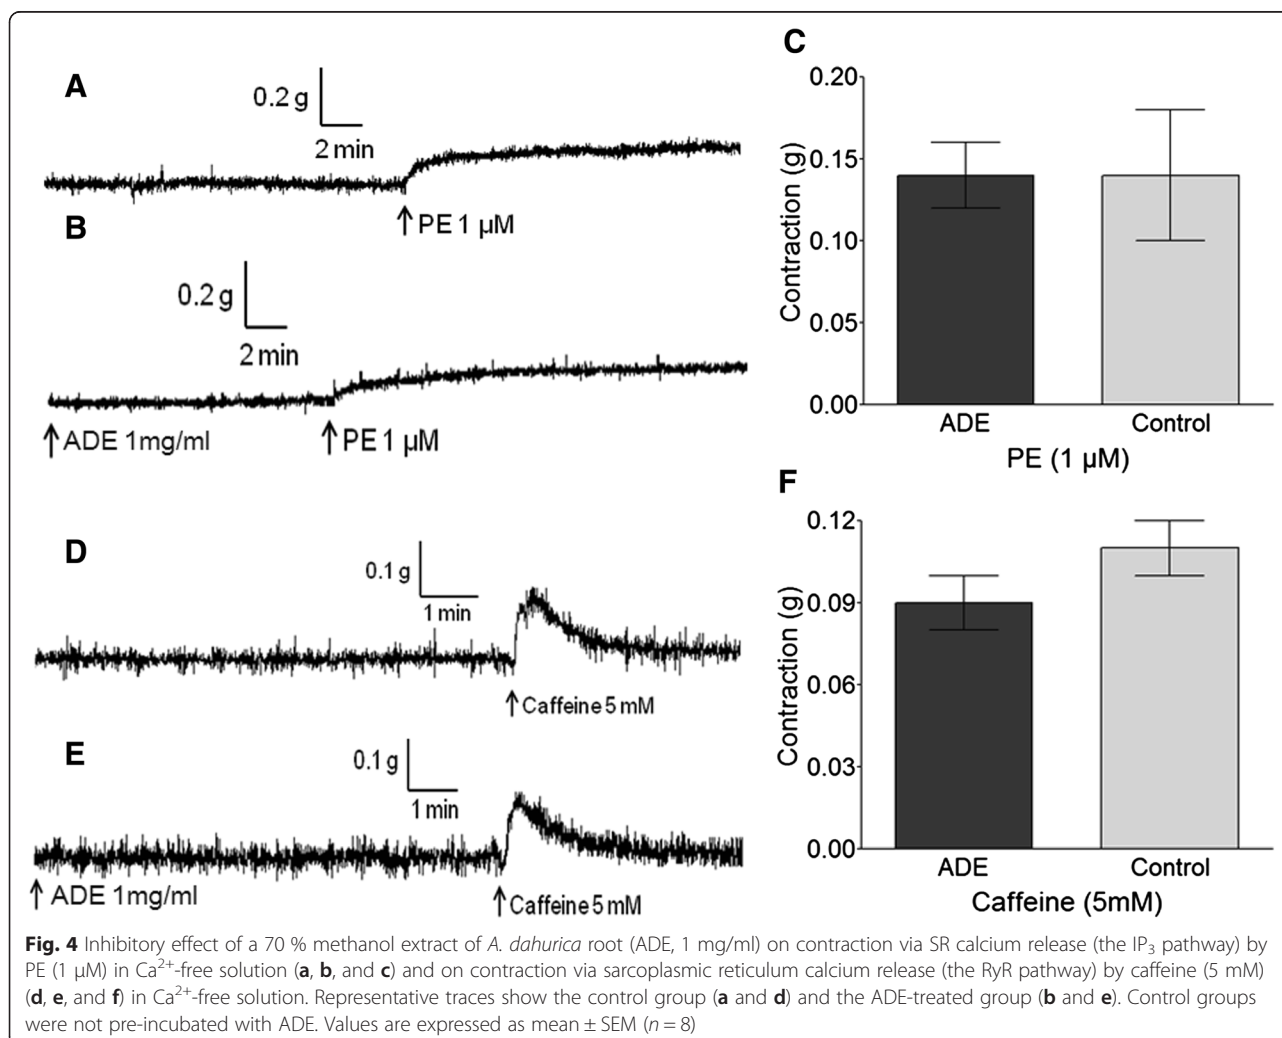 A
0.2 g
2 min
PE 1 µM
B
0.2 g
2 min
ADE 1mg/ml
PE 1 µM
C
Contraction (g)
0.20
0.15
0.10
0.05
0.00
ADE Control
PE (1 µM)
D
0.1 g
1 min
Caffeine 5 mM
E
0.1 g
1 min
ADE 1mg/ml
Caffeine 5 mM
F
Contraction (g)
0.12
0.09
0.06
0.03
0.00
ADE Control
Caffeine (5mM)
Fig. 4 Inhibitory effect of a 70 % methanol extract of A. dahurica root (ADE, 1 mg/ml) on contraction via SR calcium release (the IP₃ pathway) by
PE (1 µM) in Ca²⁺-free solution (a, b, and c) and on contraction via sarcoplasmic reticulum calcium release (the RyR pathway) by caffeine (5 mM)
(d, e, and f) in Ca²⁺-free solution. Representative traces show the control group (a and d) and the ADE-treated group (b and e). Control groups
were not pre-incubated with ADE. Values are expressed as mean ± SEM (n = 8)